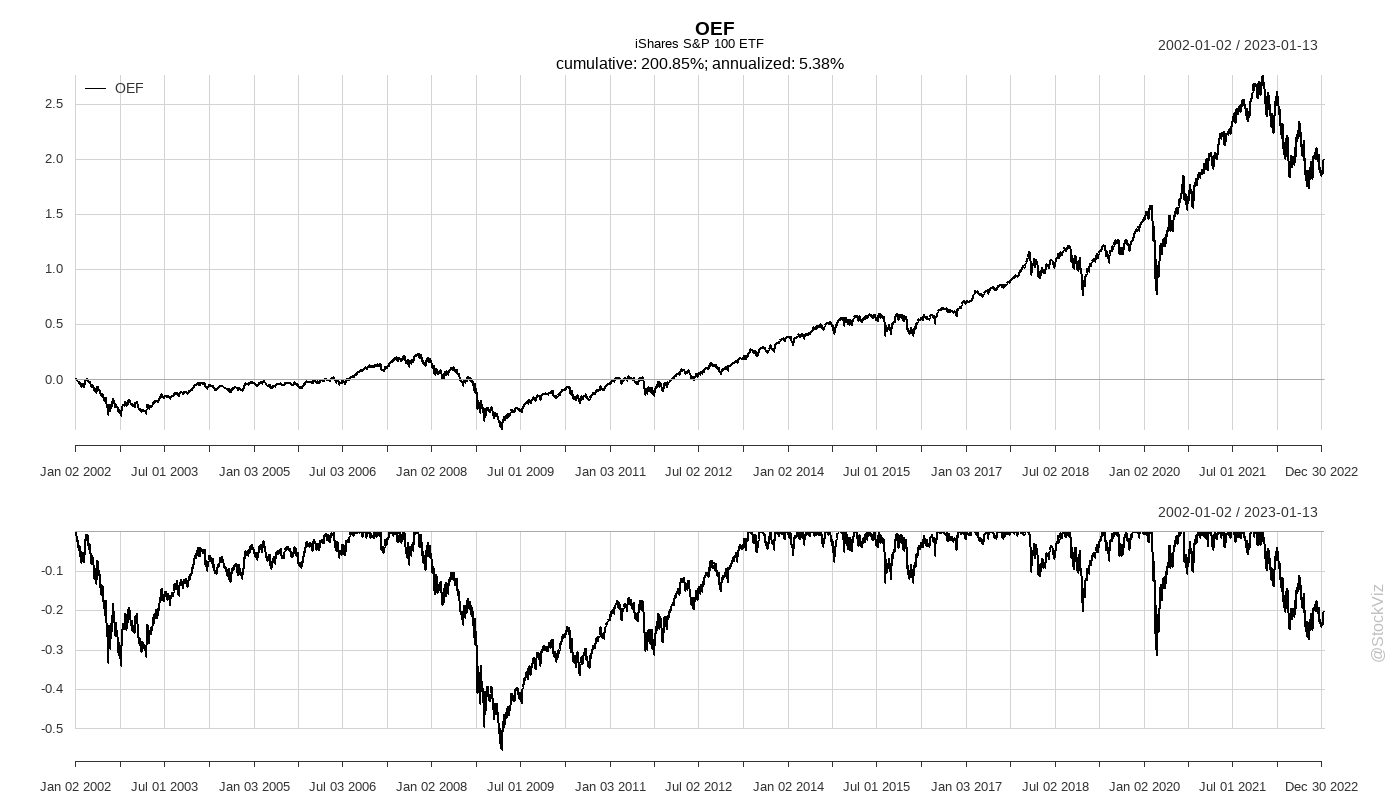 OEF
iShares S&P 100 ETF
2002-01-02 / 2023-01-13
cumulative: 200.85%; annualized: 5.38%
OEF
2.5
2.0
1.5
1.0
0.5
0.0
Jan 02 2002 Jul 01 2003 Jan 03 2005 Jul 03 2006 Jan 02 2008 Jul 01 2009 Jan 03 2011 Jul 02 2012 Jan 02 2014 Jul 01 2015 Jan 03 2017 Jul 02 2018 Jan 02 2020 Jul 01 2021 Dec 30 2022
2002-01-02 / 2023-01-13
-0.1
-0.2
-0.3
-0.4
-0.5
Jan 02 2002 Jul 01 2003 Jan 03 2005 Jul 03 2006 Jan 02 2008 Jul 01 2009 Jan 03 2011 Jul 02 2012 Jan 02 2014 Jul 01 2015 Jan 03 2017 Jul 02 2018 Jan 02 2020 Jul 01 2021 Dec 30 2022
@StockViz